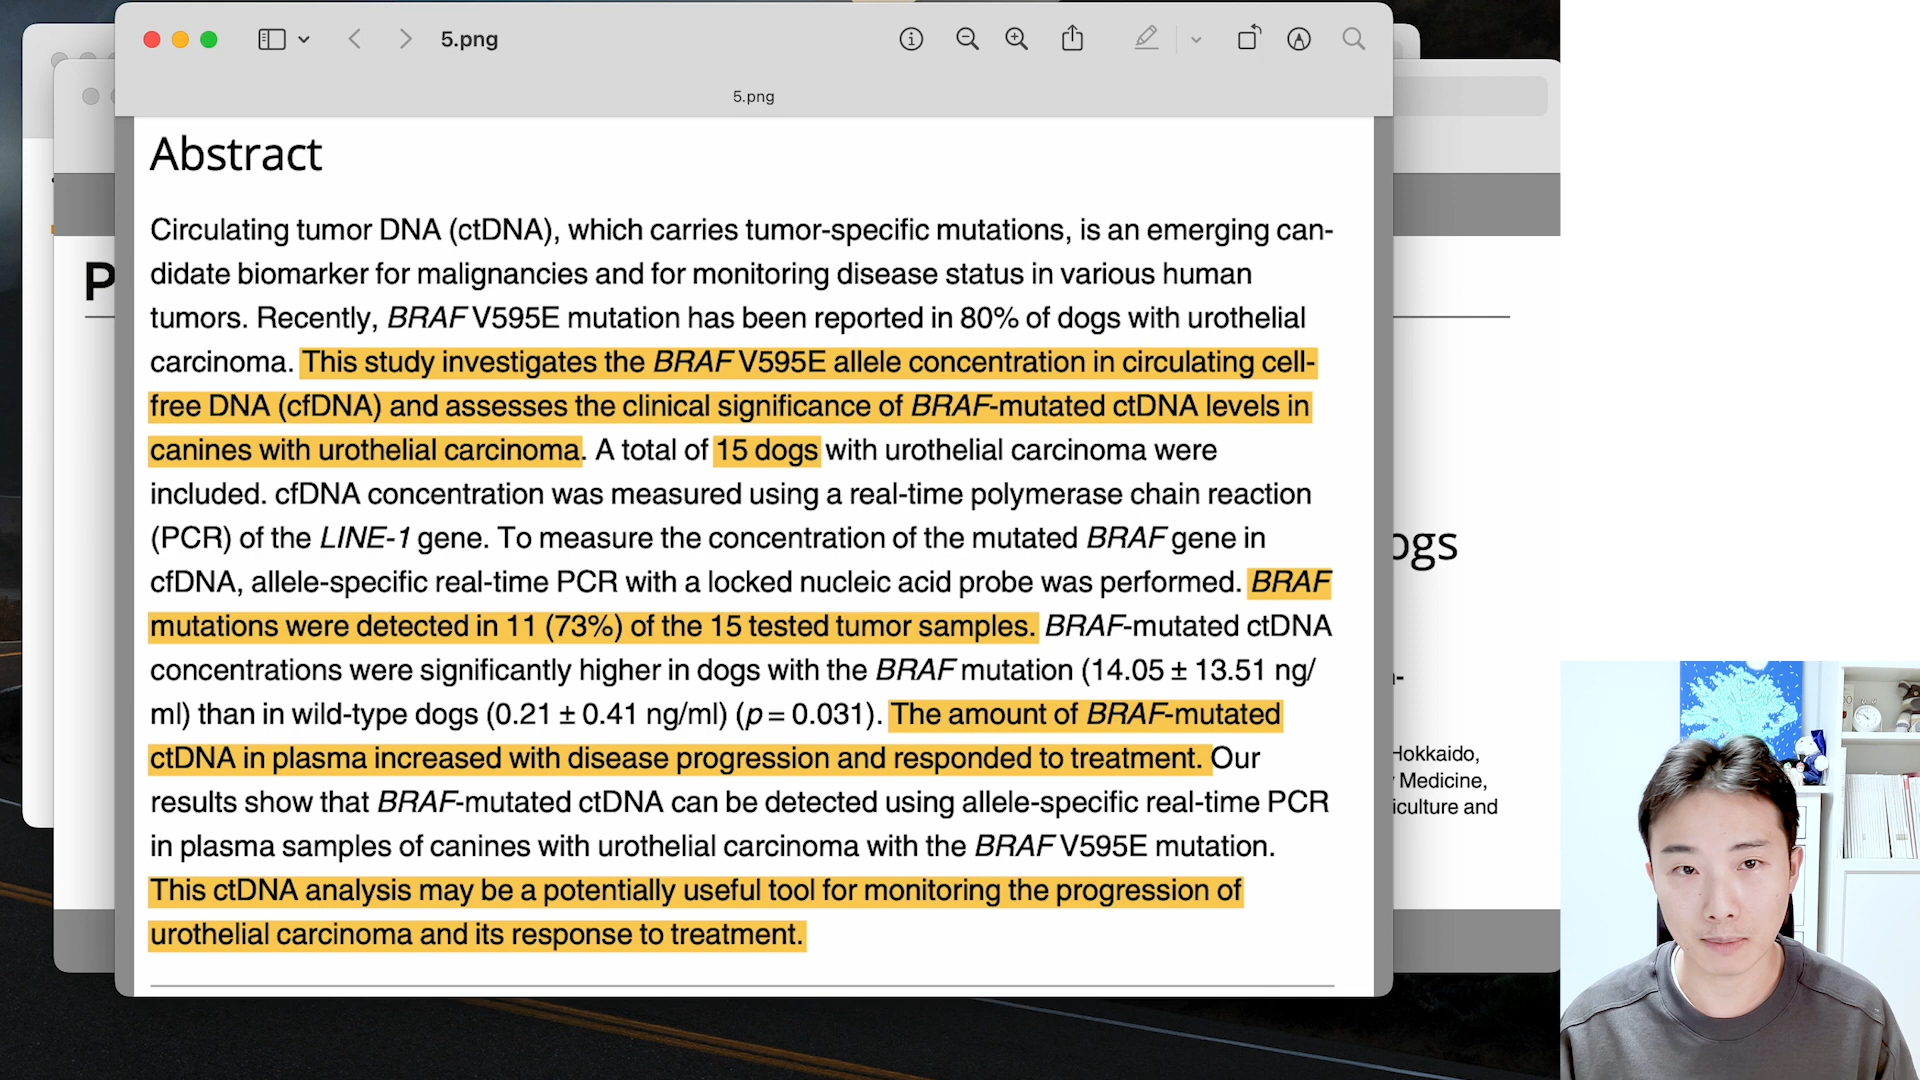 5.png
5.png
Abstract
Circulating tumor DNA (ctDNA), which carries tumor-specific mutations, is an emerging can-
didate biomarker for malignancies and for monitoring disease status in various human
tumors. Recently, BRAF V595E mutation has been reported in 80% of dogs with urothelial
carcinoma. This study investigates the BRAF V595E allele concentration in circulating cell-
free DNA (cfDNA) and assesses the clinical significance of BRAF-mutated ctDNA levels in
canines with urothelial carcinoma. A total of 15 dogs with urothelial carcinoma were
included. cfDNA concentration was measured using a real-time polymerase chain reaction
(PCR) of the LINE-1 gene. To measure the concentration of the mutated BRAF gene in
cfDNA, allele-specific real-time PCR with a locked nucleic acid probe was performed. BRAF
mutations were detected in 11 (73%) of the 15 tested tumor samples. BRAF-mutated ctDNA
concentrations were significantly higher in dogs with the BRAF mutation (14.05 ± 13.51 ng/
ml) than in wild-type dogs (0.21 ± 0.41 ng/ml) (p = 0.031). The amount of BRAF-mutated
ctDNA in plasma increased with disease progression and responded to treatment. Our
results show that BRAF-mutated ctDNA can be detected using allele-specific real-time PCR
in plasma samples of canines with urothelial carcinoma with the BRAF V595E mutation.
This ctDNA analysis may be a potentially useful tool for monitoring the progression of
urothelial carcinoma and its response to treatment.
P
ogs
Hokkaido,
Medicine,
iculture and